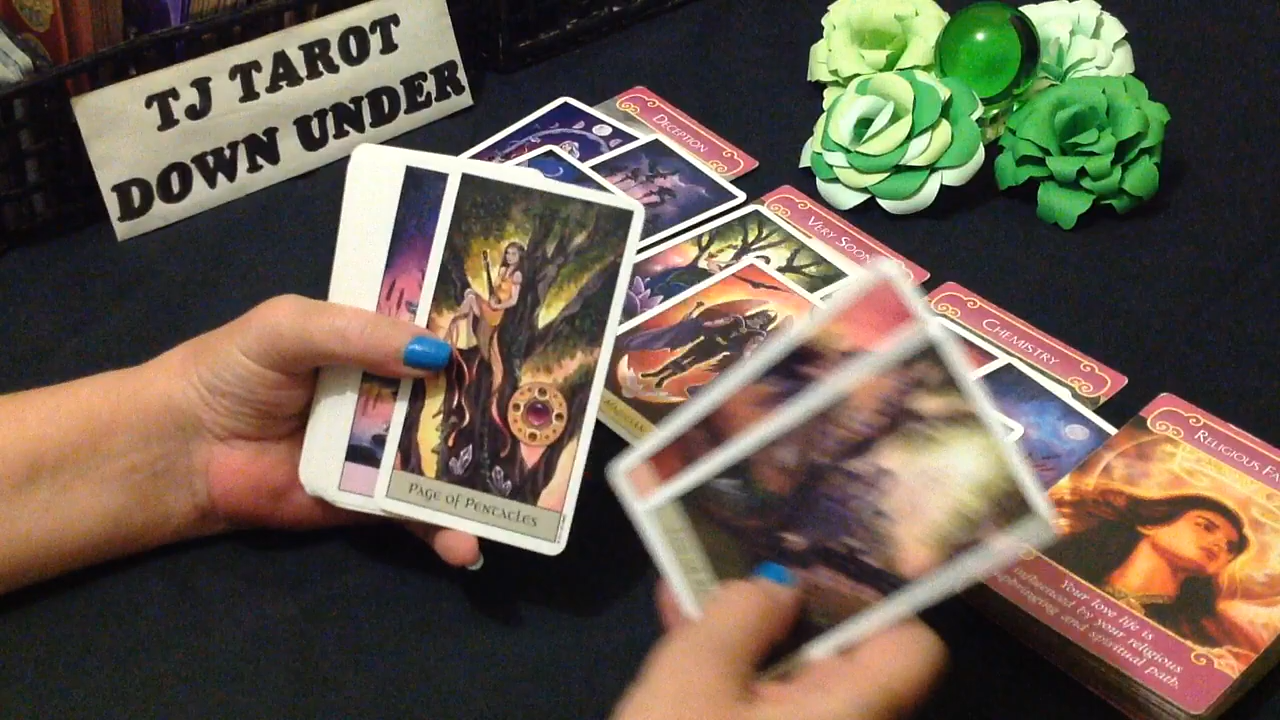 TJ TAROT
DOWN UNDER
DECEPTION
VERY SOON
CHEMISTRY
RELIGIOUS
Your love life is
influenced by your religious
upbringing and spiritual path.
PAGE OF PENTACLES